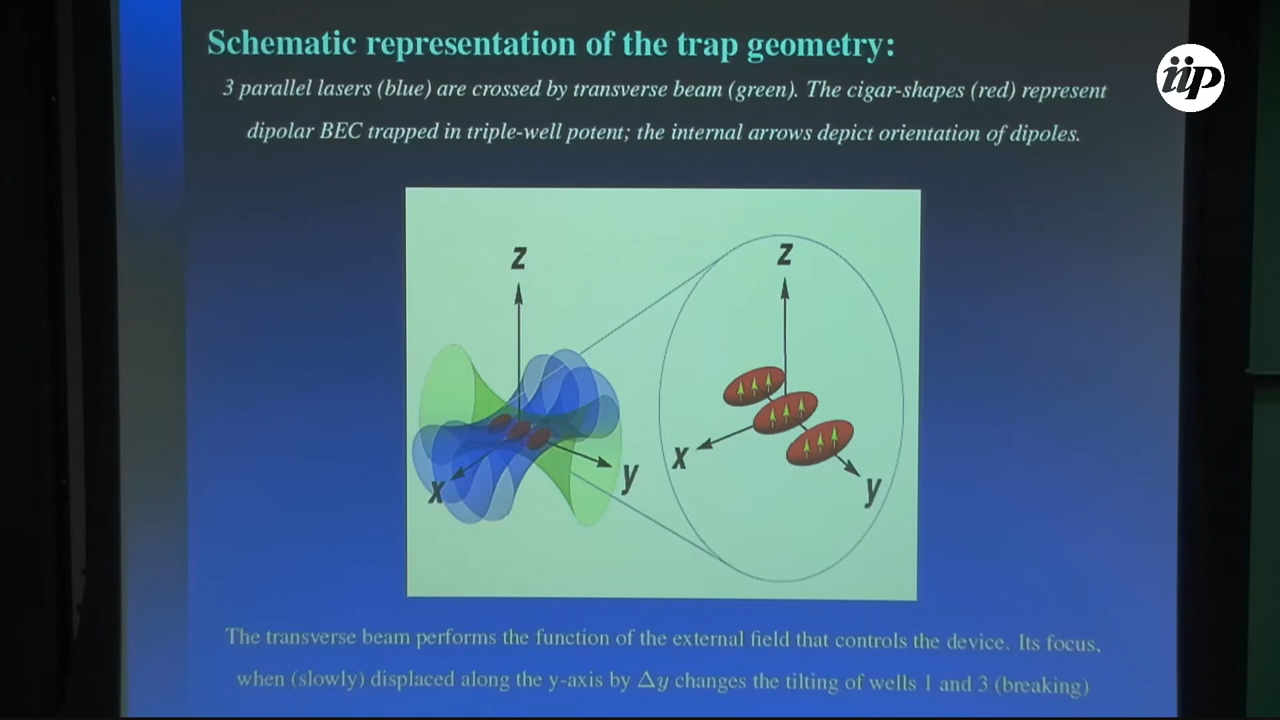 Schematic representation of the trap geometry:
iip
3 parallel lasers (blue) are crossed by transverse beam (green). The cigar-shapes (red) represent
dipolar BEC trapped in triple-well potent; the internal arrows depict orientation of dipoles.
z
z
x
y
x
y
The transverse beam performs the function of the external field that controls the device. Its focus,
when (slowly) displaced along the y-axis by Δy changes the tilting of wells 1 and 3 (breaking)